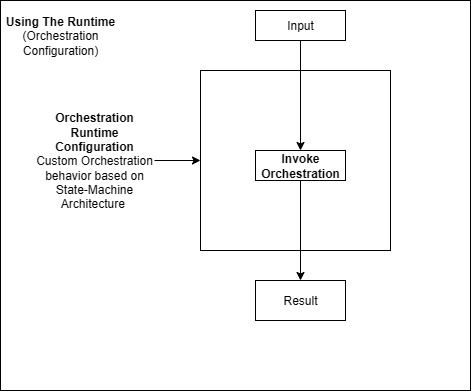 Using The Runtime
(Orchestration
Configuration)
Input
Orchestration
Runtime
Configuration
Custom Orchestration
behavior based on
State-Machine
Architecture
Invoke
Orchestration
Result